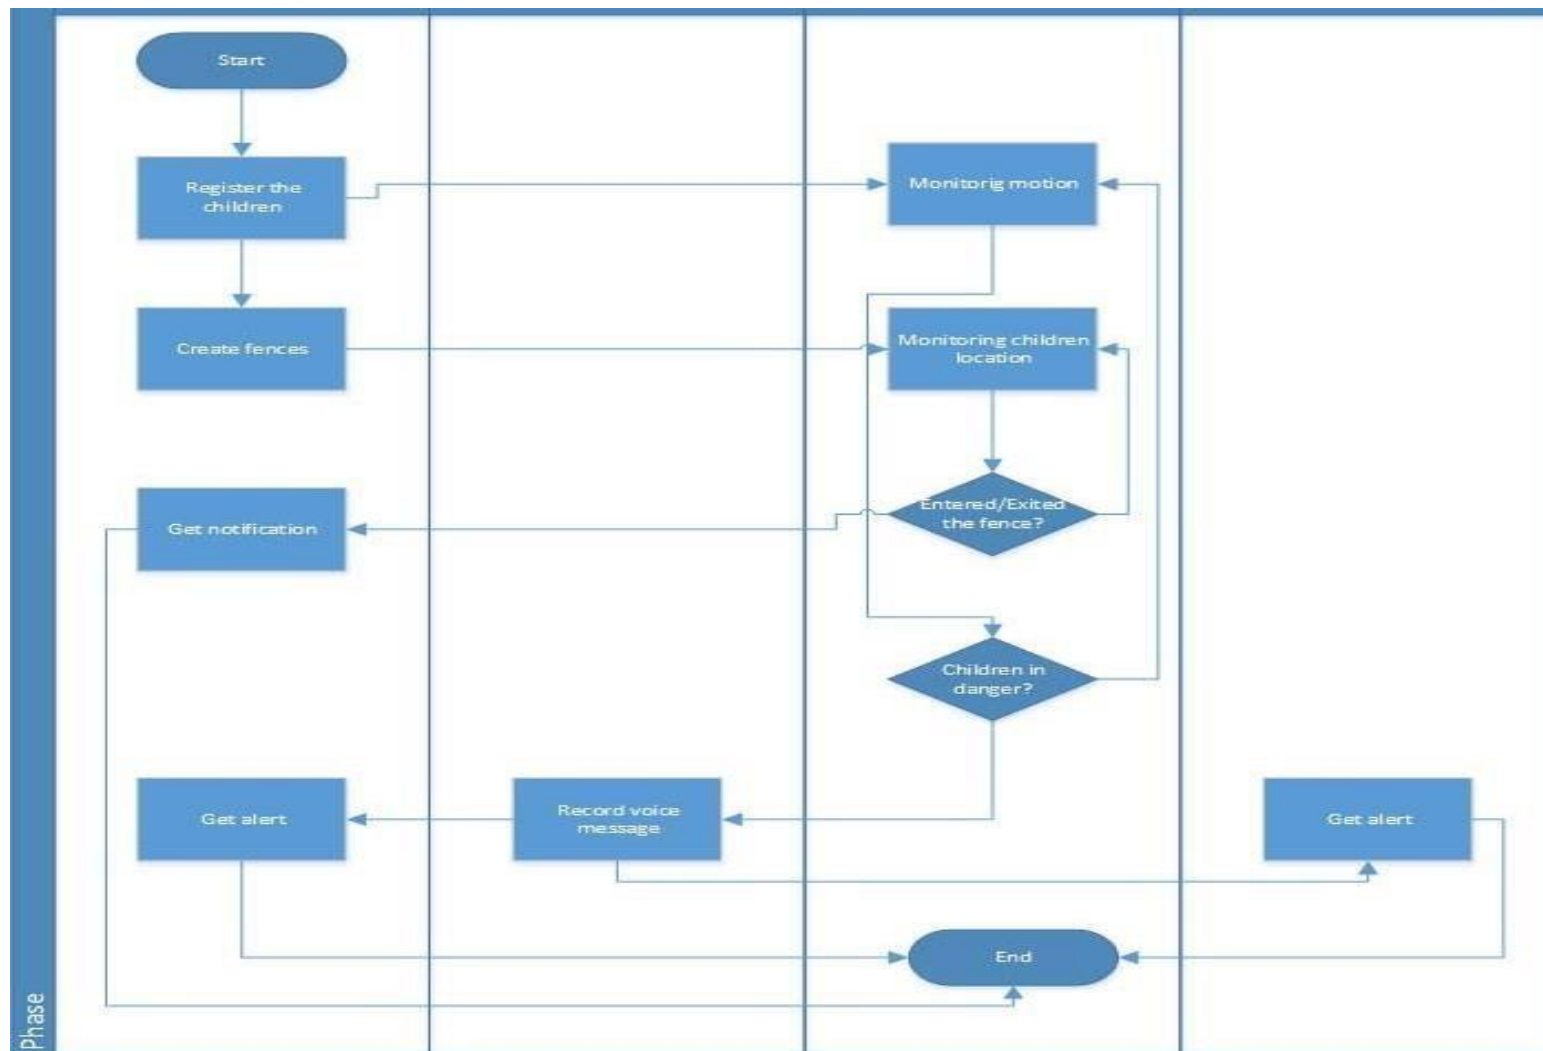 Start
Register the
children
Monitorig motion
Create fences
Monitoring children
location
Get notification
Entered/Exited
the fence?
Children in
danger?
Get alert
Record voice
message
Get alert
End
Phase